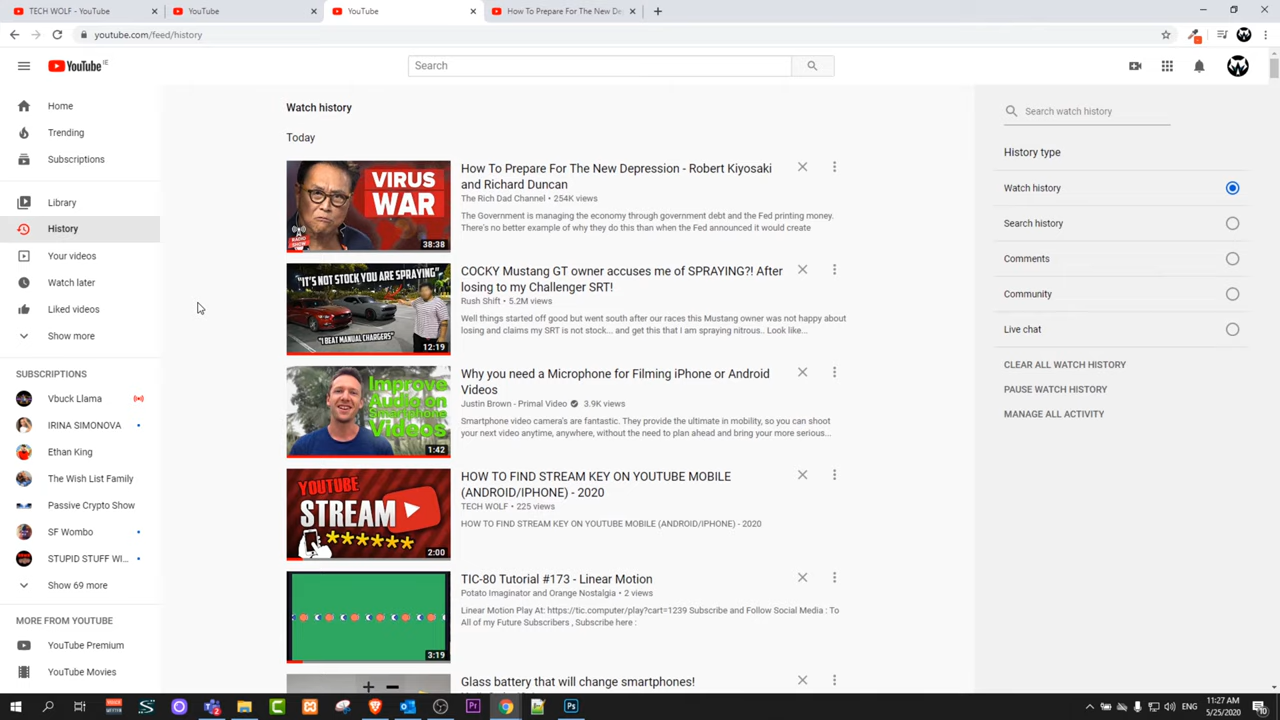 TECH WOLF - YouTube
YouTube
YouTube
How To Prepare For The New De
youtube.com/feed/history
YouTube IE
Search
Home
Trending
Subscriptions
Library
History
Your videos
Watch later
Liked videos
Show more
SUBSCRIPTIONS
Vbuck Llama
IRINA SIMONOVA
Ethan King
The Wish List Family
Passive Crypto Show
SF Wombo
STUPID STUFF WI...
Show 69 more
MORE FROM YOUTUBE
YouTube Premium
YouTube Movies
Watch history
Today
VIRUS
WAR
RADIO SHOW
38:38
How To Prepare For The New Depression - Robert Kiyosaki
and Richard Duncan
The Rich Dad Channel • 254K views
The Government is managing the economy through government debt and the Fed printing money.
There's no better example of why they do this than when the Fed announced it would create
"IT'S NOT STOCK YOU ARE SPRAYING"
"I BEAT MANUAL CHARGERS"
12:19
COCKY Mustang GT owner accuses me of SPRAYING?! After
losing to my Challenger SRT!
Rush Shift • 5.2M views
Well things started off good but went south after our races this Mustang owner was not happy about
losing and claims my SRT is not stock... and get this that I am spraying nitrous.. Look like...
Improve
Audio on
Smartphone
Videos
1:42
Why you need a Microphone for Filming iPhone or Android
Videos
Justin Brown - Primal Video 3.9K views
Smartphone video camera's are fantastic. They provide the ultimate in mobility, so you can shoot
your next video anytime, anywhere, without the need to plan ahead and bring your more serious...
YOUTUBE
STREAM
******
2:00
HOW TO FIND STREAM KEY ON YOUTUBE MOBILE
(ANDROID/IPHONE) - 2020
TECH WOLF • 225 views
HOW TO FIND STREAM KEY ON YOUTUBE MOBILE (ANDROID/IPHONE) - 2020
3:19
TIC-80 Tutorial #173 - Linear Motion
Potato Imaginator and Orange Nostalgia • 2 views
Linear Motion Play At: https://tic.computer/play?cart=1239 Subscribe and Follow Social Media : To
All of my Future Subscribers , Subscribe here :
Glass battery that will change smartphones!
Search watch history
History type
Watch history
Search history
Comments
Community
Live chat
CLEAR ALL WATCH HISTORY
PAUSE WATCH HISTORY
MANAGE ALL ACTIVITY
11:27 AM
5/25/2020